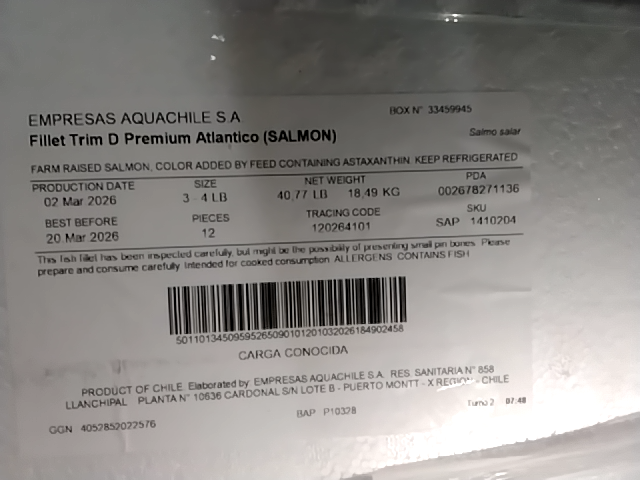 EMPRESAS AQUACHILE S.A
BOX N° 33459945
Fillet Trim D Premium Atlantico (SALMON)
Salmo salar
FARM RAISED SALMON, COLOR ADDED BY FEED CONTAINING ASTAXANTHIN. KEEP REFRIGERATED
PRODUCTION DATE SIZE NET WEIGHT PDA
02 Mar 2026 3 - 4 LB 40,77 LB 18,49 KG 002678271136
BEST BEFORE PIECES TRACING CODE SKU
20 Mar 2026 12 120264101 SAP 1410204
This fish fillet has been inspected carefully, but might be the possibility of presenting small pin bones. Please
prepare and consume carefully. Intended for cooked consumption. ALLERGENS: CONTAINS FISH
501101345095952650901012010320261849024​58
CARGA CONOCIDA
PRODUCT OF CHILE. Elaborated by: EMPRESAS AQUACHILE S.A. RES. SANITARIA N° 858
LLANCHIPAL PLANTA N° 10636 CARDONAL S/N LOTE B - PUERTO MONTT - X REGION - CHILE
Turno 2 07:48
BAP P10328
GGN 4052852022576